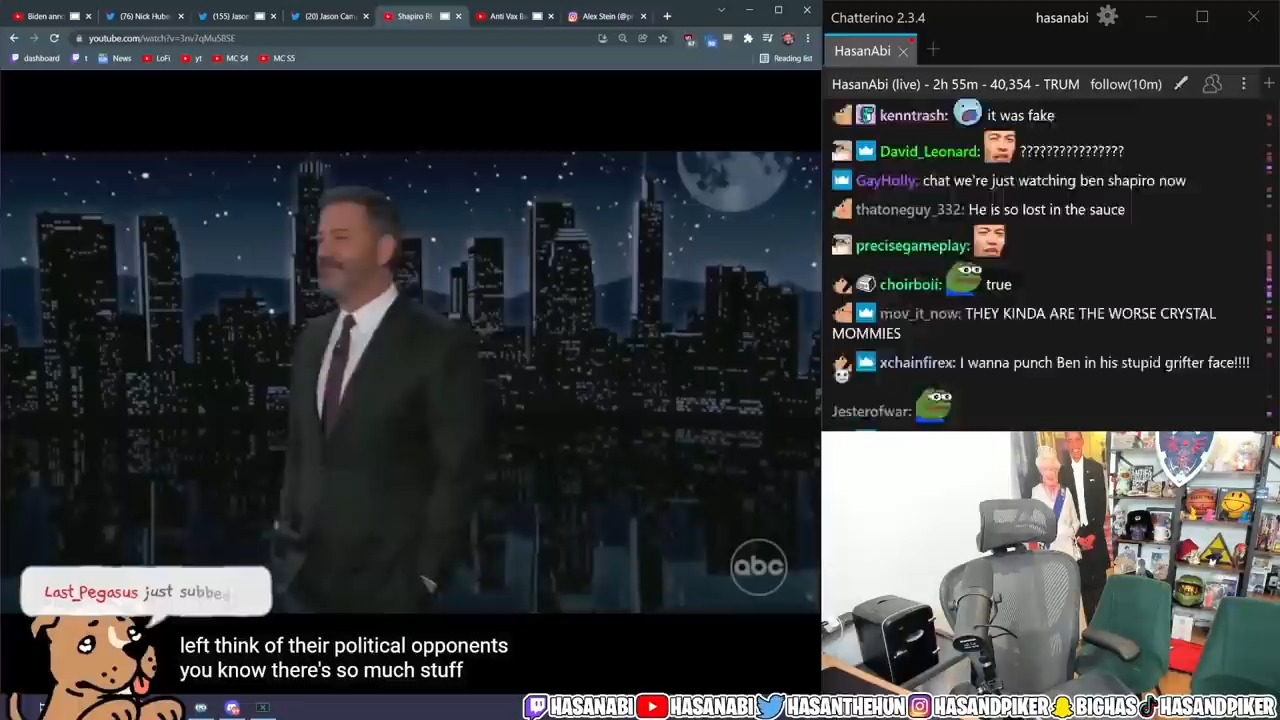 Biden anno
(76) Nick Hube
(155) Jason
(20) Jason Cam
Shapiro RI
Anti Vax B
Alex Stein (@p
youtube.com/watch?v=3nv7qMu5BSE
dashboard
t
News
LoFi
yt
MC S4
MC S5
Reading list
abc
Last_Pegasus just subbe
left think of their political opponents
you know there's so much stuff
Chatterino 2.3.4
hasanabi
HasanAbi
HasanAbi (live) - 2h 55m - 40,354 - TRUM
follow(10m)
kenntrash: it was fake
David_Leonard: ????????????????
GayHolly: chat we're just watching ben shapiro now
thatoneguy_332: He is so lost in the sauce
precisegameplay:
choirboii: true
mov_it_now: THEY KINDA ARE THE WORSE CRYSTAL
MOMMIES
xchainfirex: I wanna punch Ben in his stupid grifter face!!!!
Jesterofwar:
HASANABI HASANABI HASANTHEHUN HASANDPIKER BIGHAS HASANDPIKER